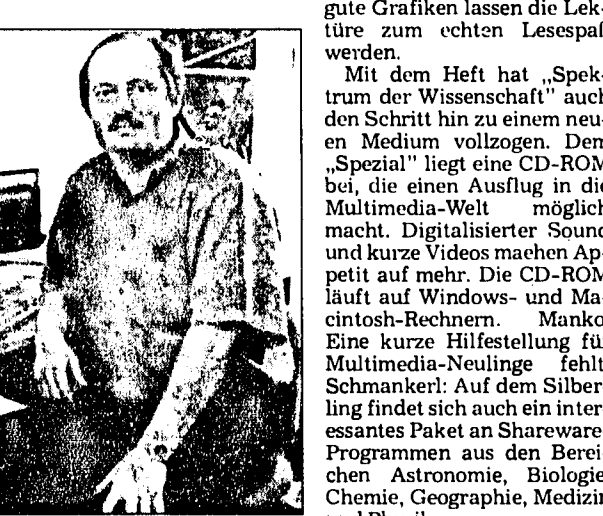 gute Grafiken lassen die Lek-
türe zum echten Lesespaß
werden.
Mit dem Heft hat „Spek-
trum der Wissenschaft" auch
den Schritt hin zu einem neu-
en Medium vollzogen. Dem
„Spezial" liegt eine CD-ROM
bei, die einen Ausflug in die
Multimedia-Welt möglich
macht. Digitalisierter Sound
und kurze Videos machen Ap-
petit auf mehr. Die CD-ROM
läuft auf Windows- und Ma-
cintosh-Rechnern. Manko:
Eine kurze Hilfestellung für
Multimedia-Neulinge fehlt.
Schmankerl: Auf dem Silber-
ling findet sich auch ein inter-
essantes Paket an Shareware-
Programmen aus den Berei-
chen Astronomie, Biologie,
Chemie, Geographie, Medizin